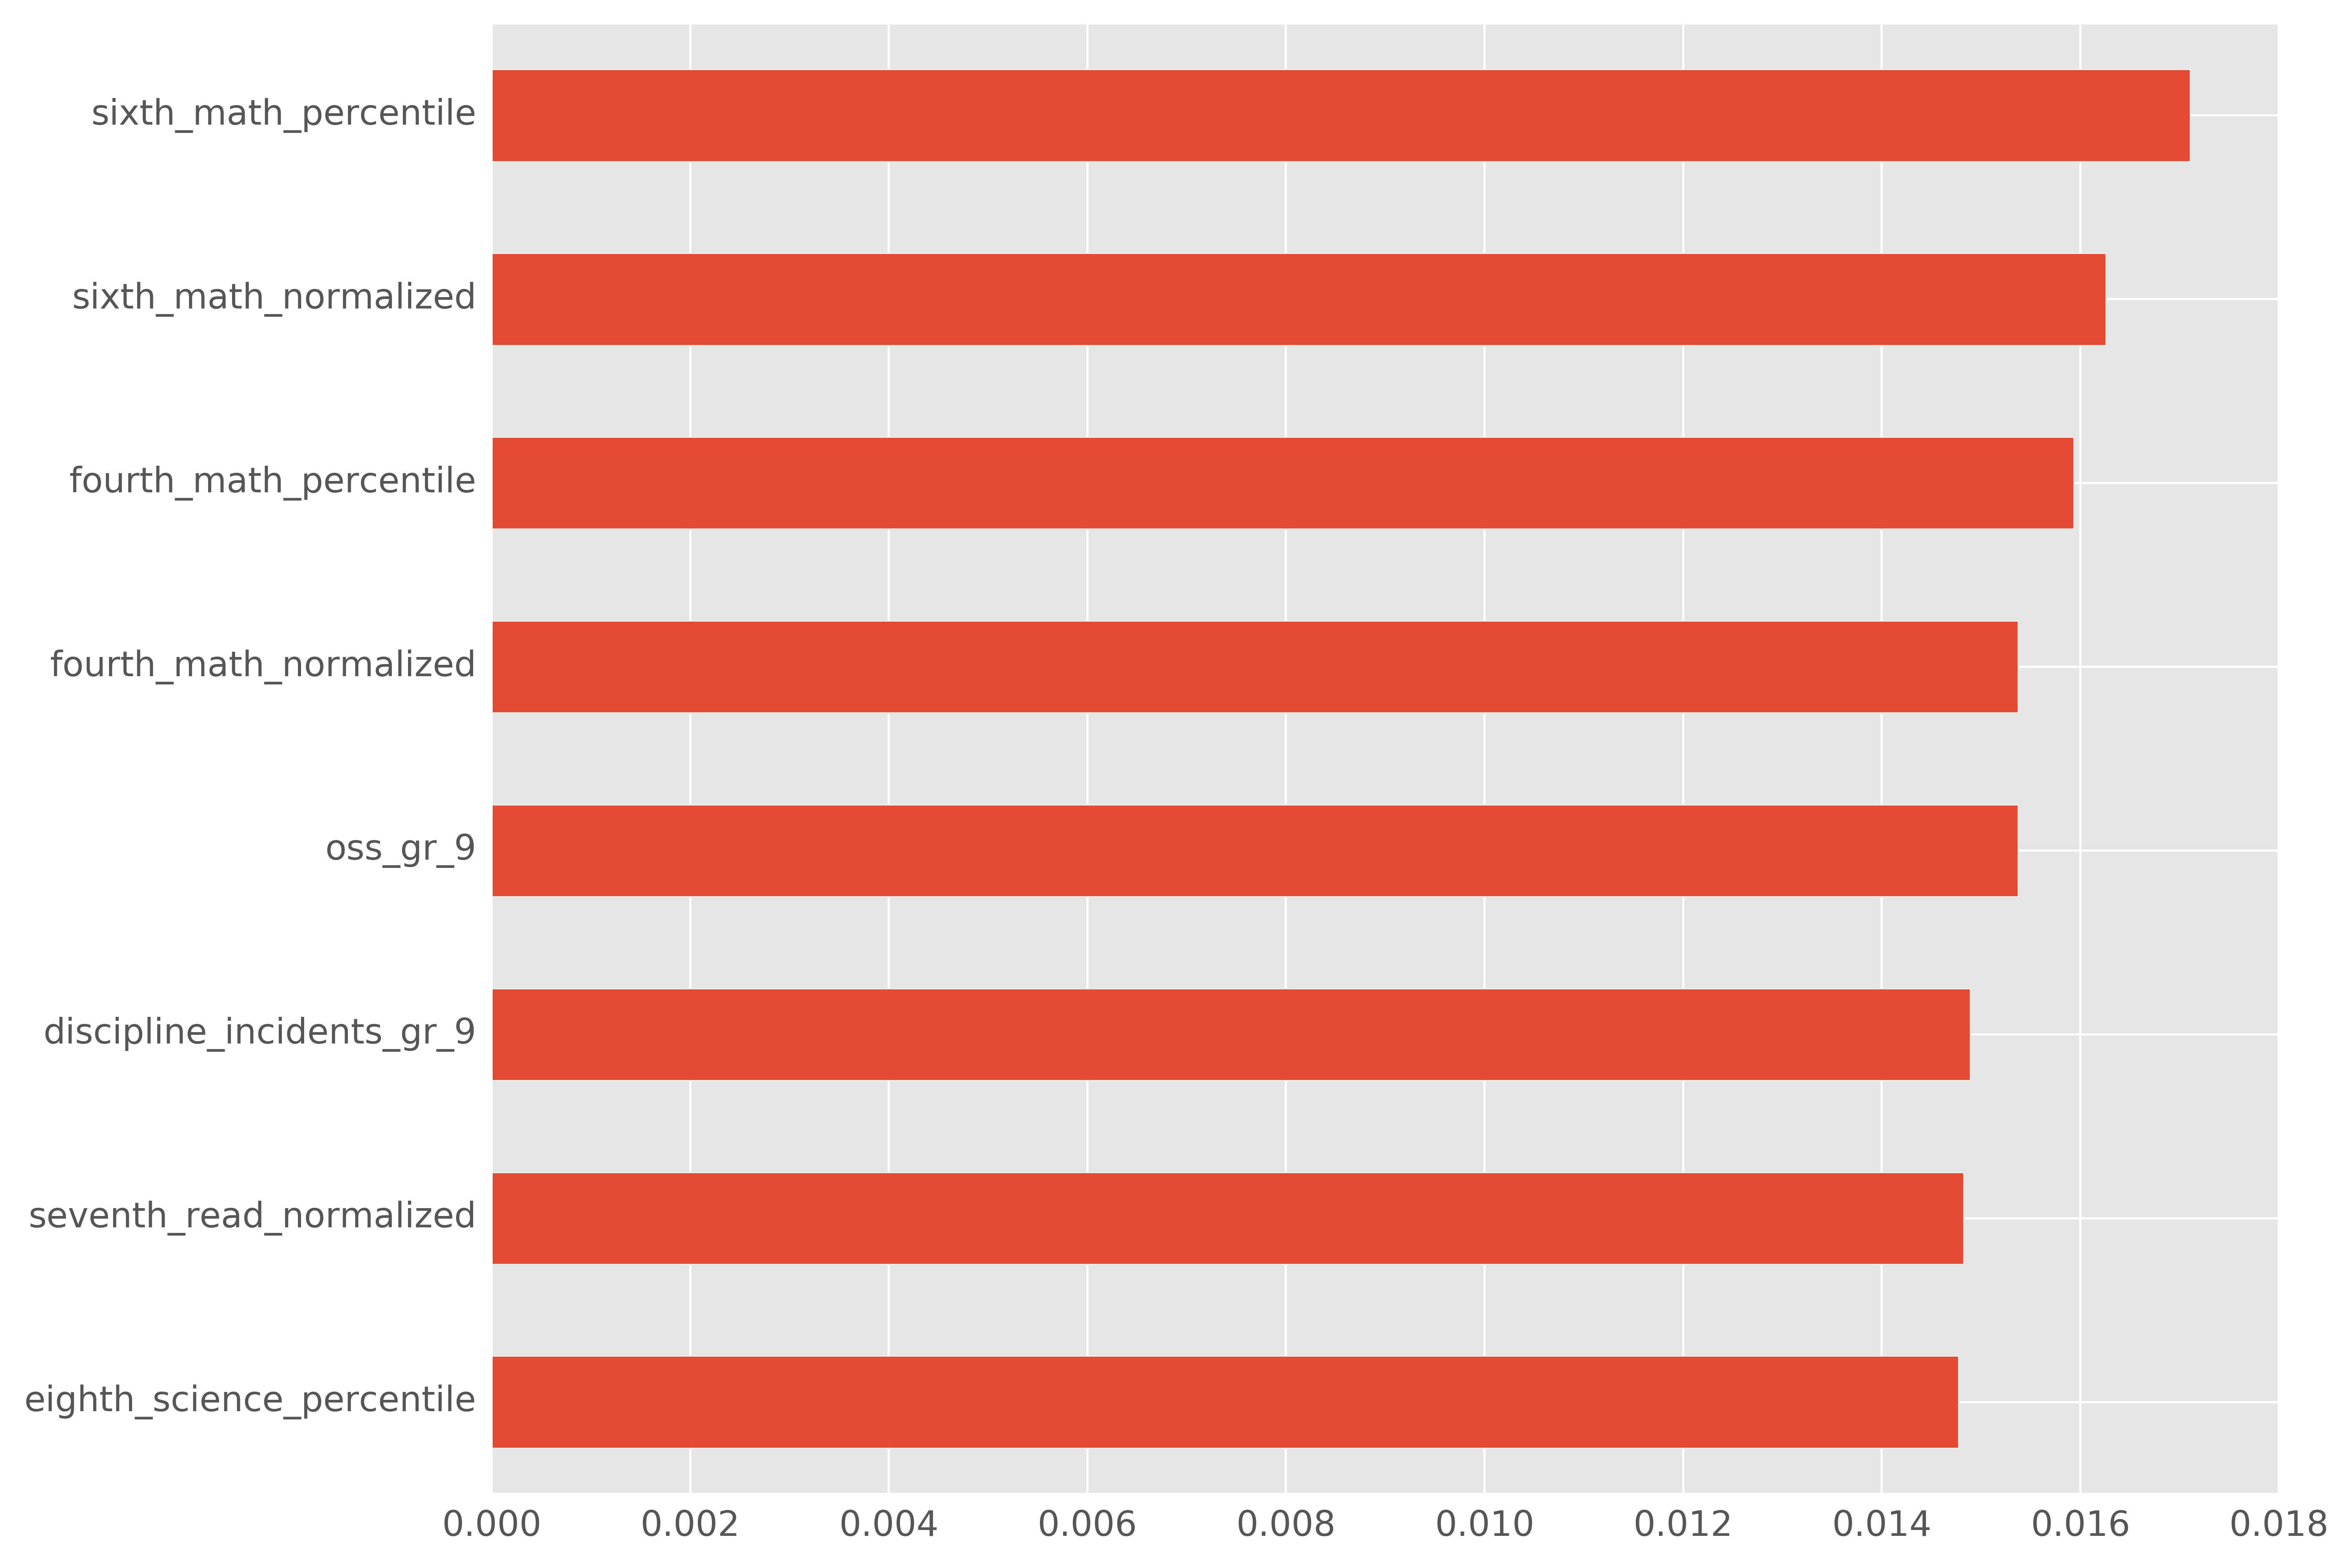 sixth_math_percentile
sixth_math_normalized
fourth_math_percentile
fourth_math_normalized
oss_gr_9
discipline_incidents_gr_9
seventh_read_normalized
eighth_science_percentile
0.000 0.002 0.004 0.006 0.008 0.010 0.012 0.014 0.016 0.018